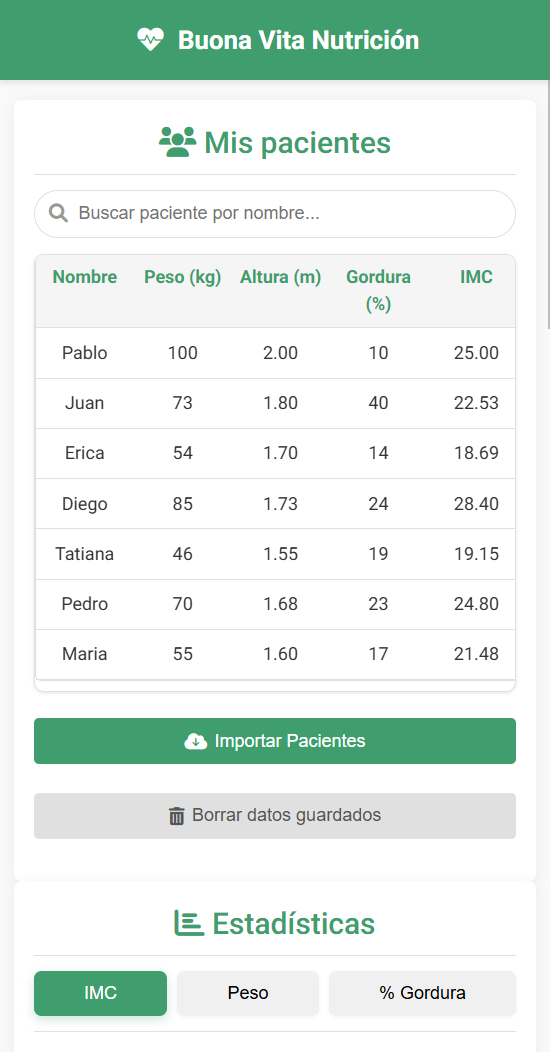 Buona Vita Nutrición
Mis pacientes
Buscar paciente por nombre...
Nombre Peso (kg) Altura (m) Gordura (%) IMC
Pablo 100 2.00 10 25.00
Juan 73 1.80 40 22.53
Erica 54 1.70 14 18.69
Diego 85 1.73 24 28.40
Tatiana 46 1.55 19 19.15
Pedro 70 1.68 23 24.80
Maria 55 1.60 17 21.48
Importar Pacientes
Borrar datos guardados
Estadísticas
IMC Peso % Gordura